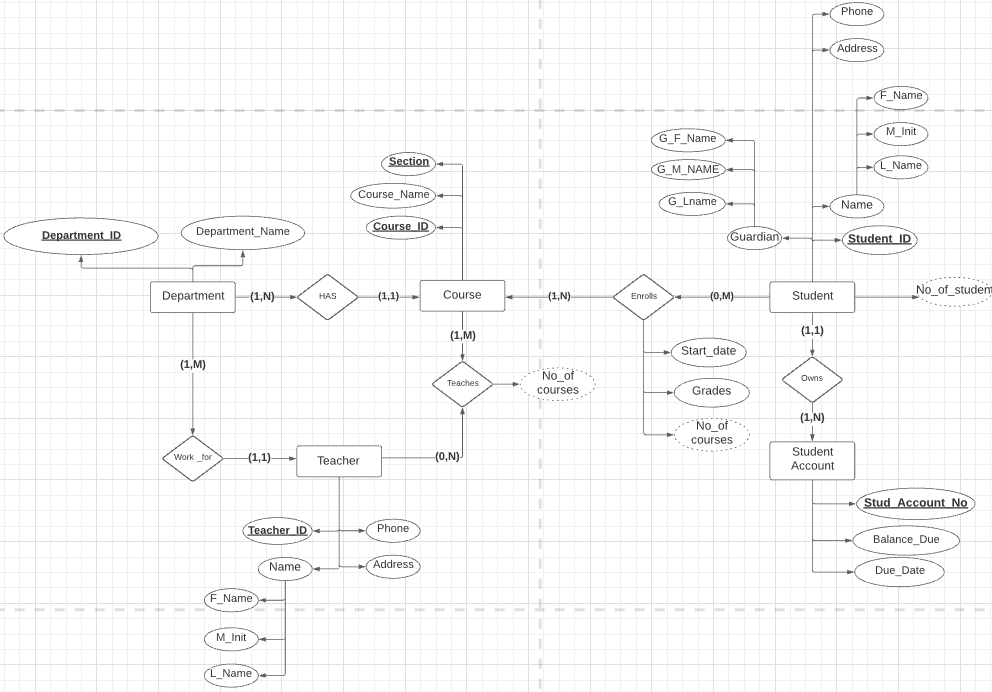 Phone
Address
F_Name
M_Init
L_Name
Name
G_F_Name
G_M_NAME
G_Lname
Guardian
Student_ID
Section
Course_Name
Course_ID
Department_ID
Department_Name
Department
(1,N)
HAS
(1,1)
Course
(1,N)
Enrolls
(0,M)
Student
No_of_student
(1,1)
(1,M)
(1,M)
Start_date
Owns
Teaches
No_of
courses
Grades
(1,N)
No_of
courses
Work _for
(1,1)
Teacher
(0,N)
Student
Account
Stud_Account_No
Balance_Due
Due_Date
Teacher_ID
Phone
Name
Address
F_Name
M_Init
L_Name